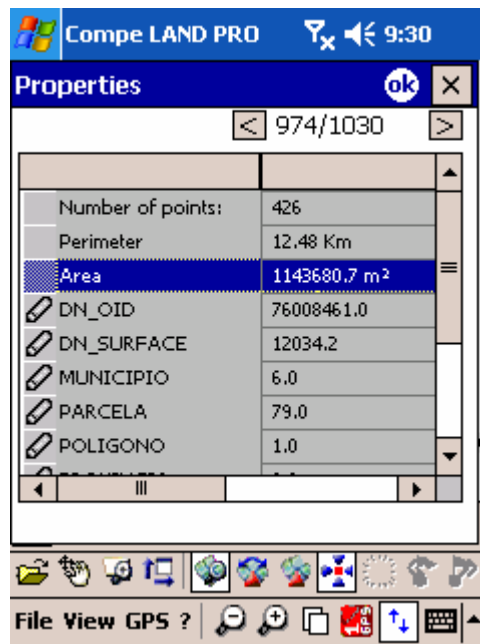 Compe LAND PRO 9:30
Properties ok
< 974/1030 >
Number of points: 426
Perimeter 12.48 Km
Area 1143680.7 m²
DN_OID 76008461.0
DN_SURFACE 12034.2
MUNICIPIO 6.0
PARCELA 79.0
POLIGONO 1.0
File View GPS ?